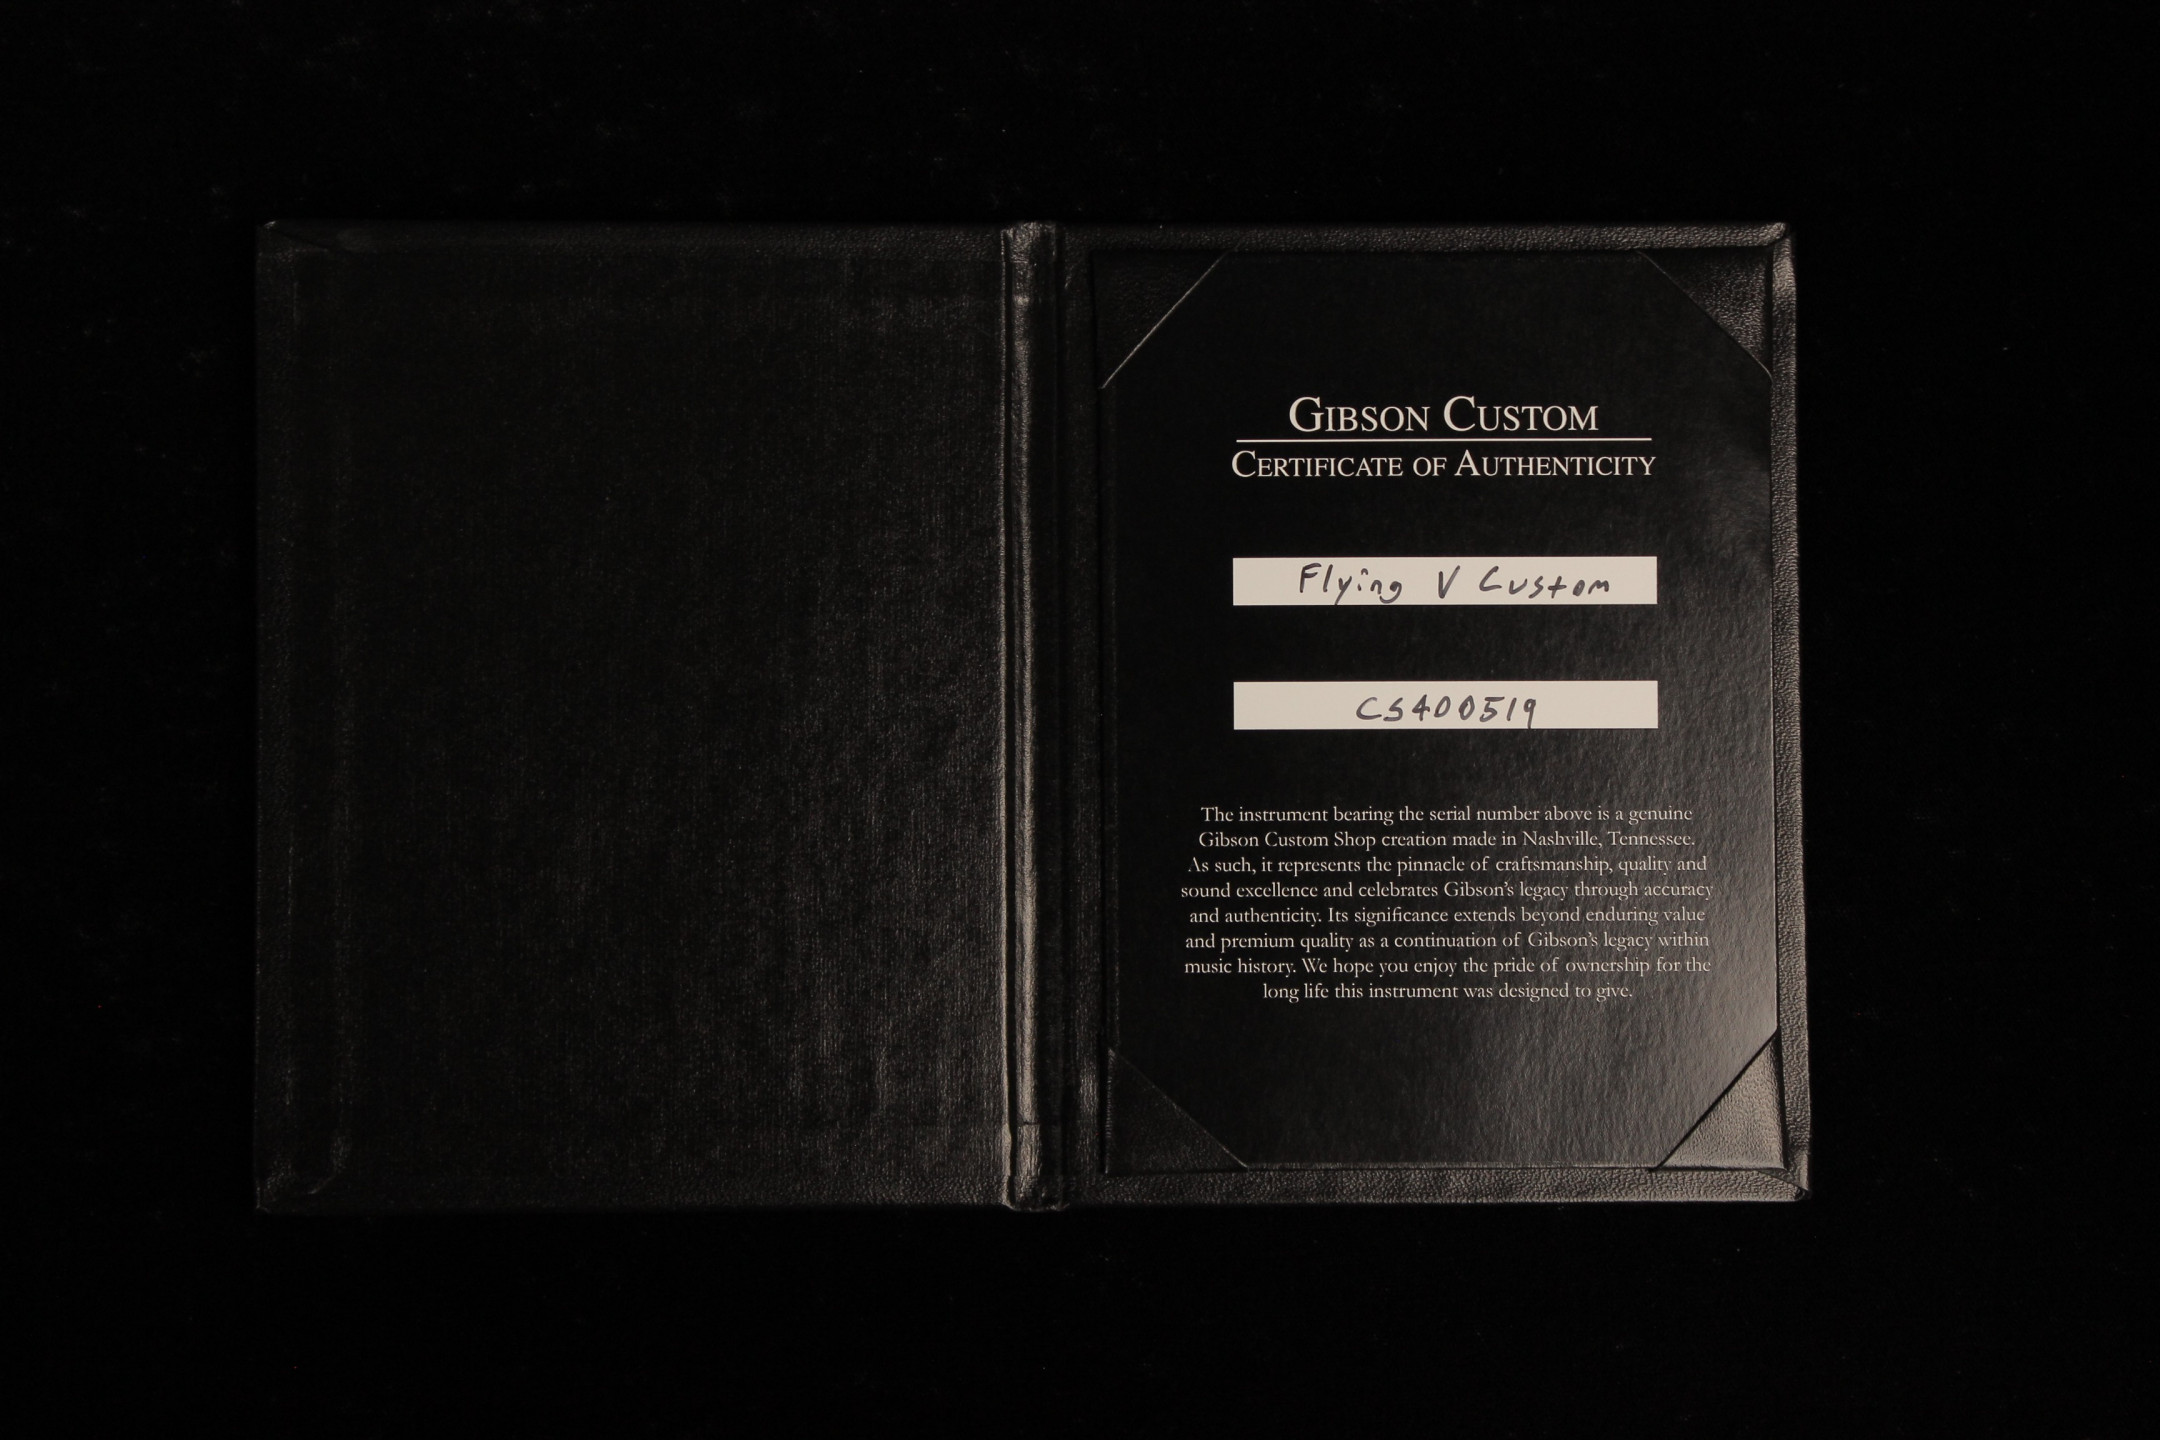 GIBSON CUSTOM
CERTIFICATE OF AUTHENTICITY
Flying V Custom
CS400519
The instrument bearing the serial number above is a genuine
Gibson Custom Shop creation made in Nashville, Tennessee.
As such, it represents the pinnacle of craftsmanship, quality and
sound excellence and celebrates Gibson's legacy through accuracy
and authenticity. Its significance extends beyond enduring value
and premium quality as a continuation of Gibson's legacy within
music history. We hope you enjoy the pride of ownership for the
long life this instrument was designed to give.